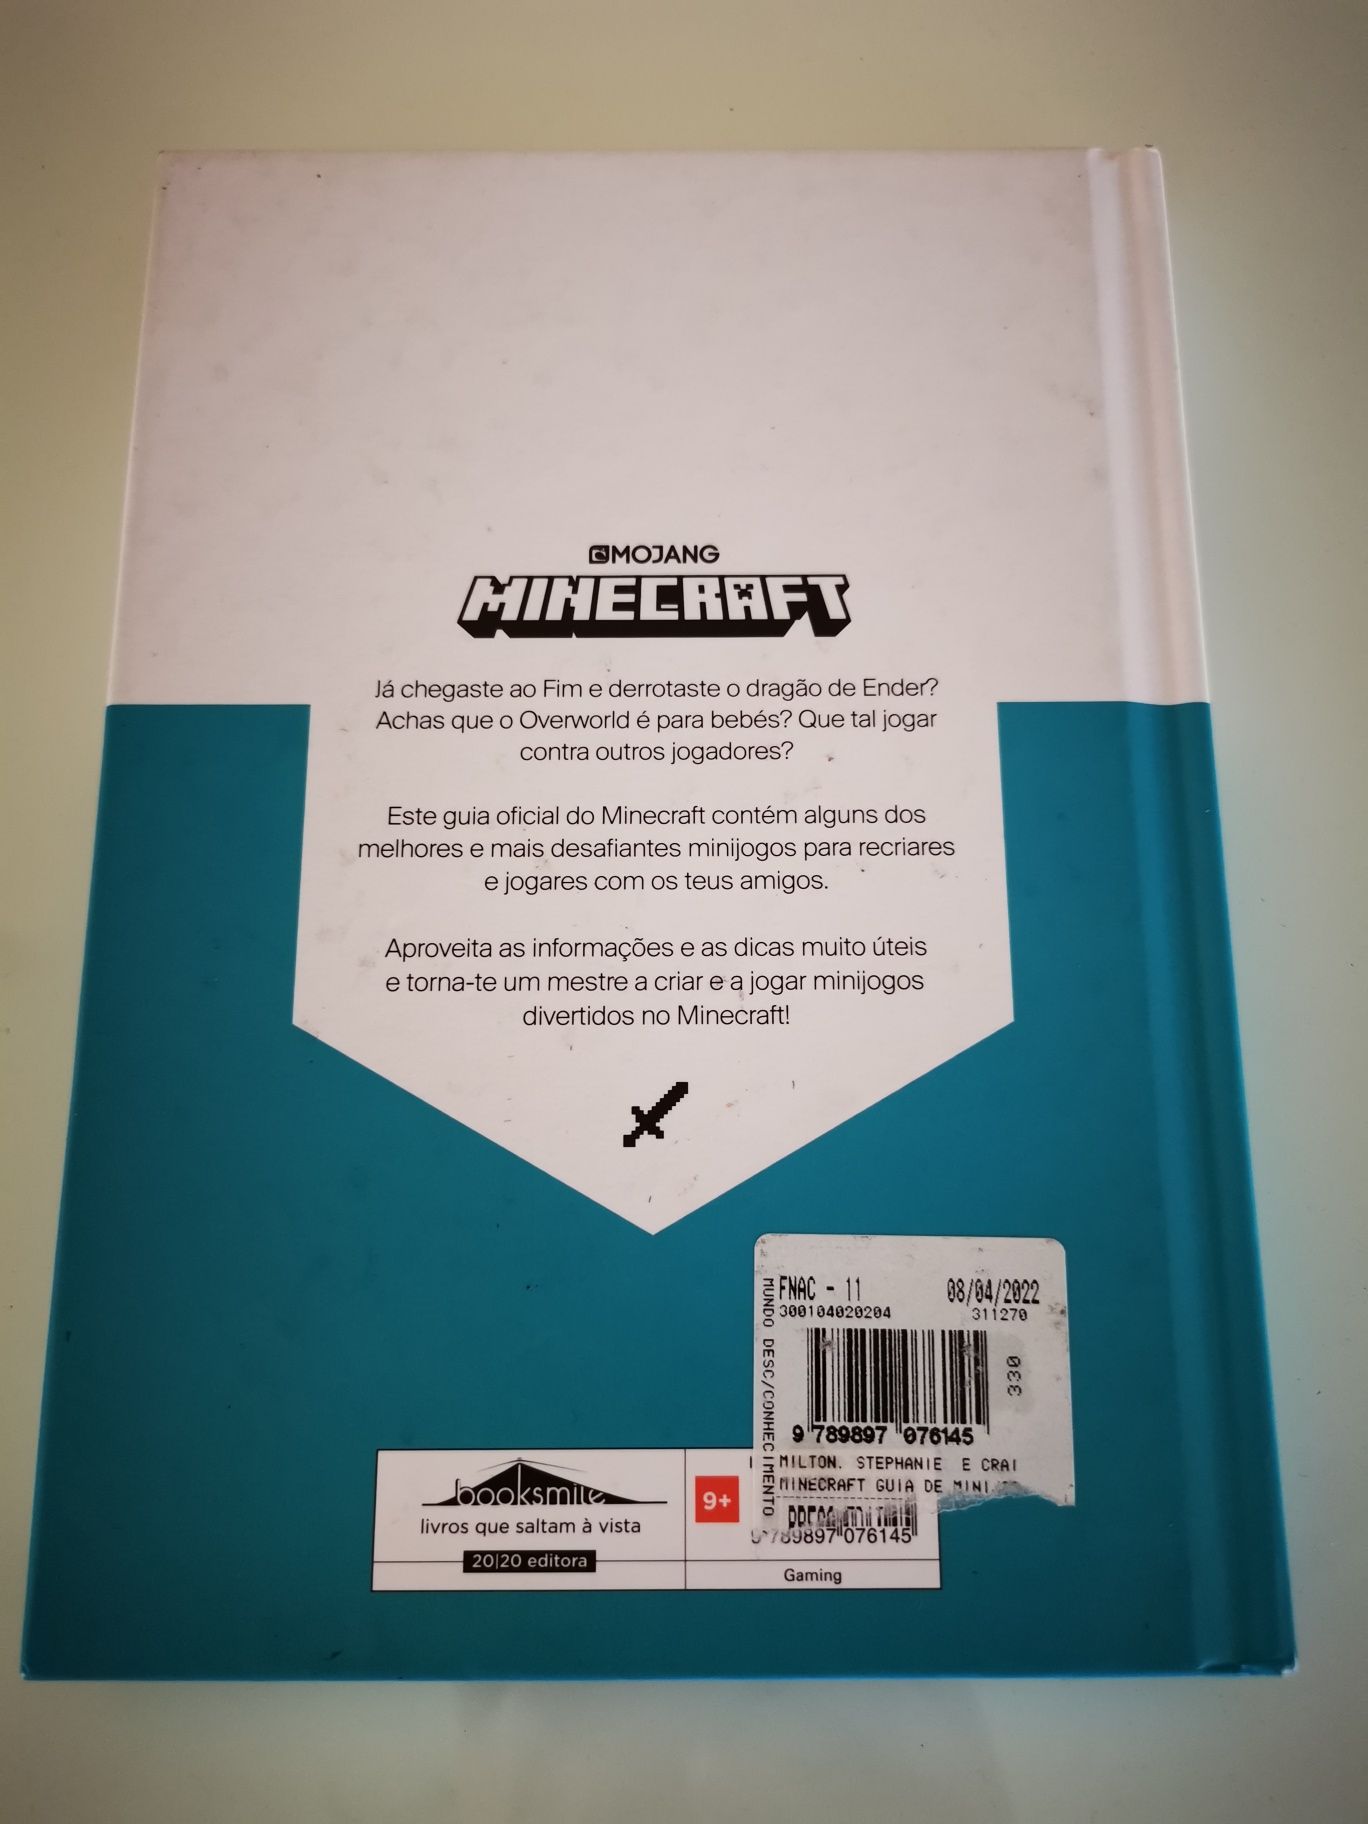 MOJANG
MINECRAFT
Já chegaste ao Fim e derrotaste o dragão de Ender?
Achas que o Overworld é para bebés? Que tal jogar
contra outros jogadores?
Este guia oficial do Minecraft contém alguns dos
melhores e mais desafiantes minijogos para recriares
e jogares com os teus amigos.
Aproveita as informações e as dicas muito úteis
e torna-te um mestre a criar e a jogar minijogos
divertidos no Minecraft!
FNAC - 11 08/04/2022
300104020204 311270
MUNDO DESC/CONHECIMENTO
330
9 789897 076145
MILTON. STEPHANIE E CRAI
MINECRAFT GUIA DE MINI
booksmile
livros que saltam à vista
20|20 editora
9+
9 789897 076145
Gaming